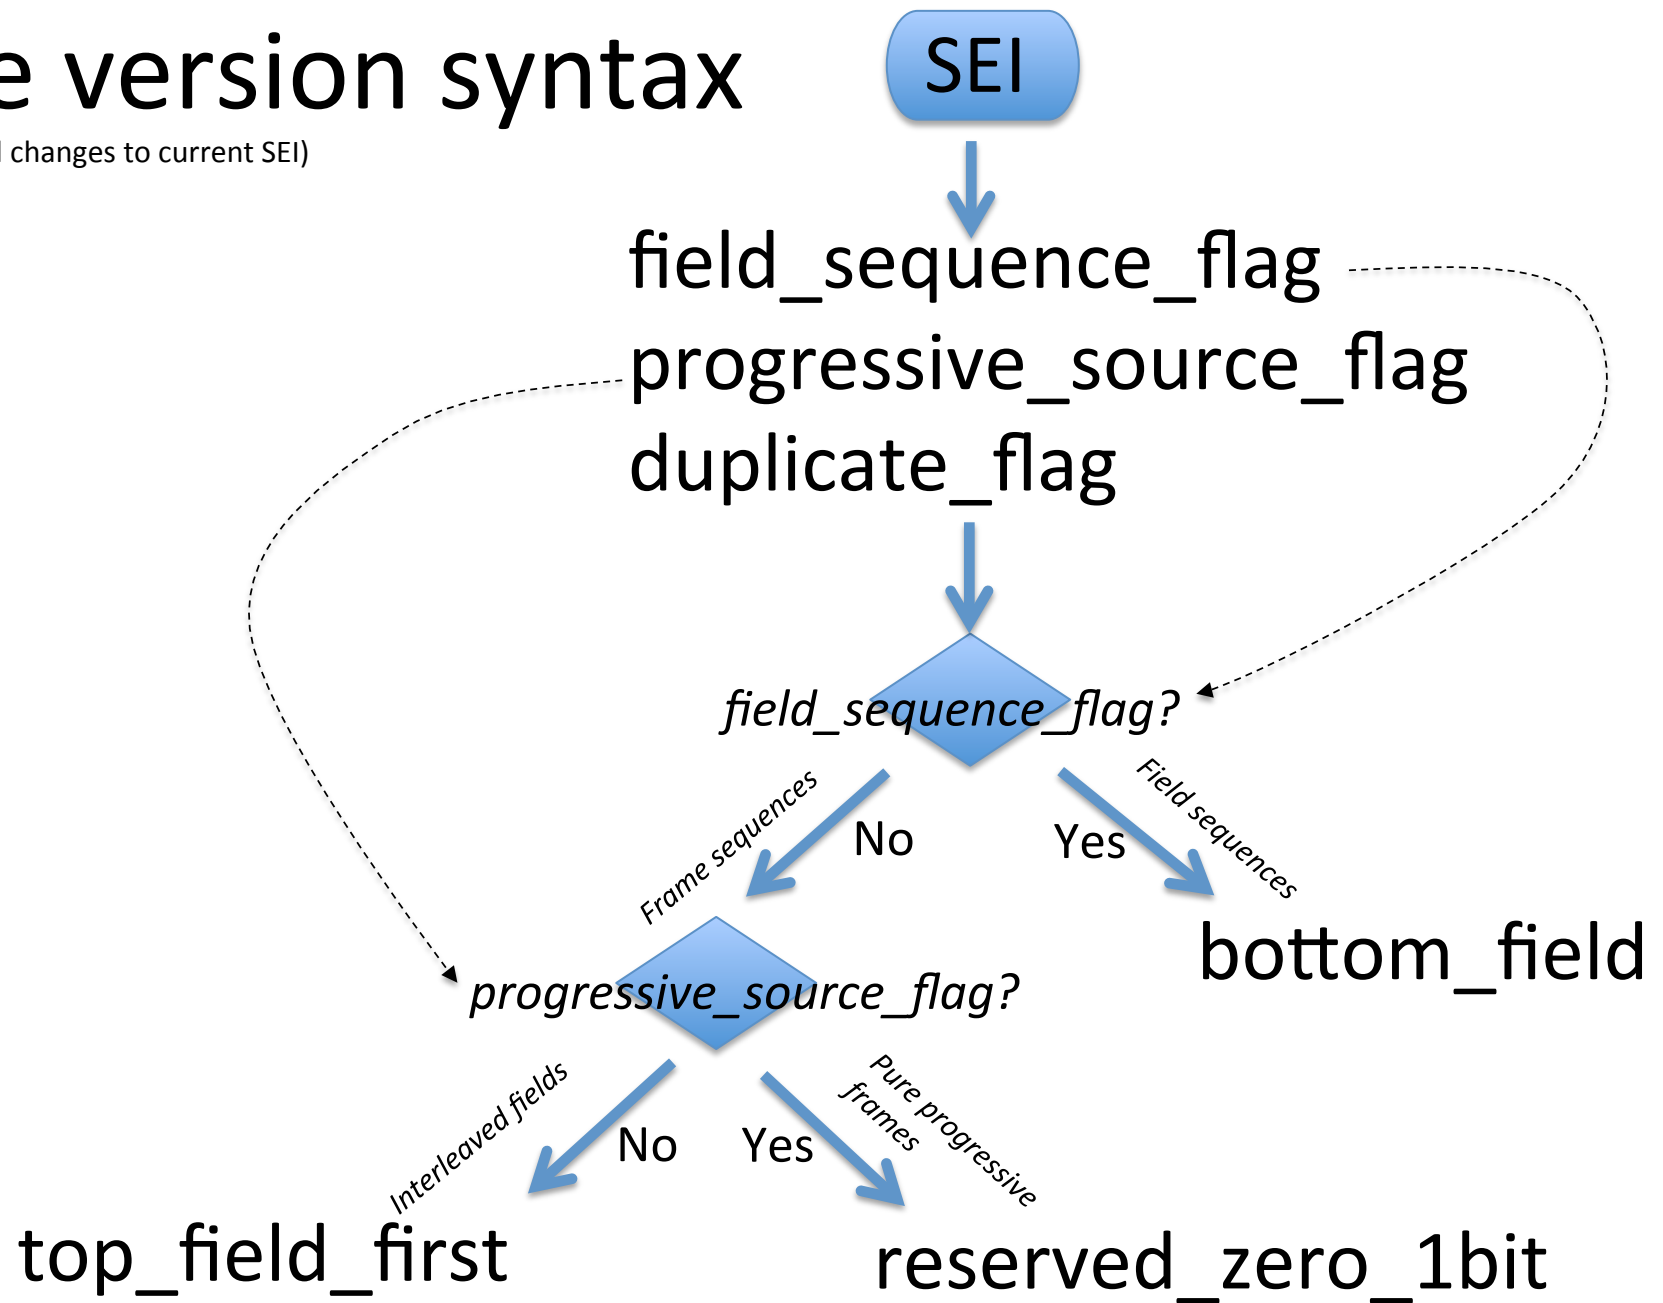 e version syntax
changes to current SEI)
SEI
field_sequence_flag
progressive_source_flag
duplicate_flag
field_sequence_flag?
Frame sequences
No
Yes
Field sequences
bottom_field
progressive_source_flag?
Interleaved fields
No
Yes
Pure progressive
frames
top_field_first
reserved_zero_1bit